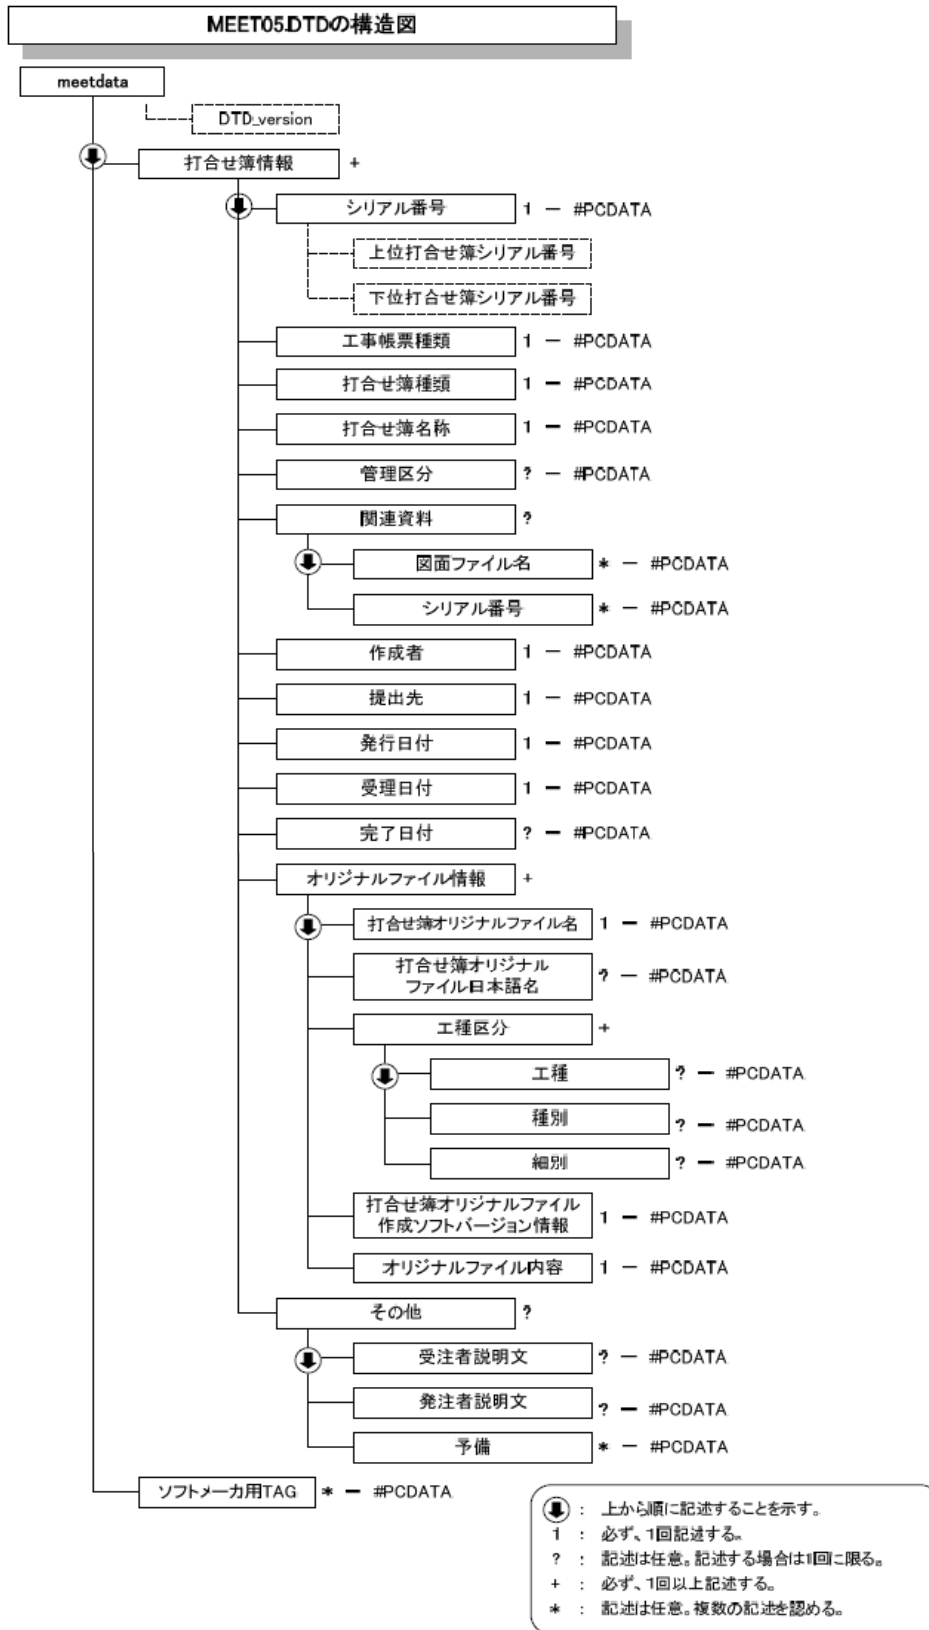 MEET05.DTDの構造図
meetdata
DTD_version
打合せ簿情報 +
シリアル番号 1 － #PCDATA
上位打合せ簿シリアル番号
下位打合せ簿シリアル番号
工事帳票種類 1 － #PCDATA
打合せ簿種類 1 － #PCDATA
打合せ簿名称 1 － #PCDATA
管理区分 ? － #PCDATA
関連資料 ?
図面ファイル名 * － #PCDATA
シリアル番号 * － #PCDATA
作成者 1 － #PCDATA
提出先 1 － #PCDATA
発行日付 1 － #PCDATA
受理日付 1 － #PCDATA
完了日付 ? － #PCDATA
オリジナルファイル情報 +
打合せ簿オリジナルファイル名 1 － #PCDATA
打合せ簿オリジナル
ファイル日本語名 ? － #PCDATA
工種区分 +
工種 ? － #PCDATA
種別 ? － #PCDATA
細別 ? － #PCDATA
打合せ簿オリジナルファイル
作成ソフトバージョン情報 1 － #PCDATA
オリジナルファイル内容 1 － #PCDATA
その他 ?
受注者説明文 ? － #PCDATA
発注者説明文 ? － #PCDATA
予備 * － #PCDATA
ソフトメーカ用TAG * － #PCDATA
： 上から順に記述することを示す。
1 ： 必ず、1回記述する。
? ： 記述は任意。記述する場合は1回に限る。
+ ： 必ず、1回以上記述する。
* ： 記述は任意。複数の記述を認める。